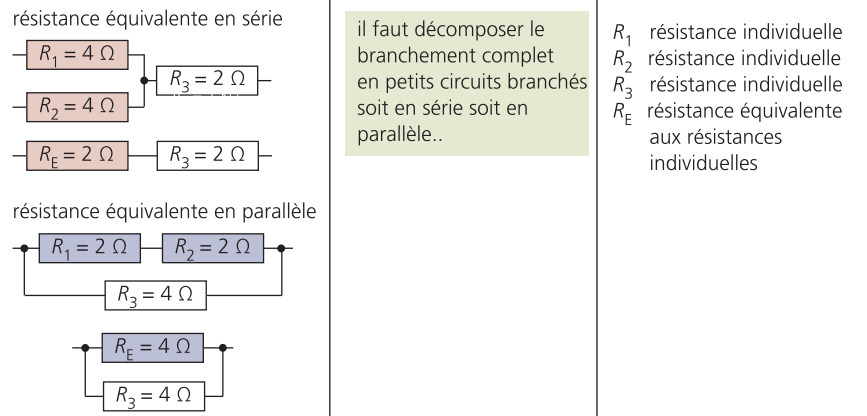 résistance équivalente en série
R1 = 4 Ω
R3 = 2 Ω
R2 = 4 Ω
RE = 2 Ω
R3 = 2 Ω
résistance équivalente en parallèle
R1 = 2 Ω
R2 = 2 Ω
R3 = 4 Ω
RE = 4 Ω
R3 = 4 Ω
il faut décomposer le
branchement complet
en petits circuits branchés
soit en série soit en
parallèle..
R1 résistance individuelle
R2 résistance individuelle
R3 résistance individuelle
RE résistance équivalente
aux résistances
individuelles